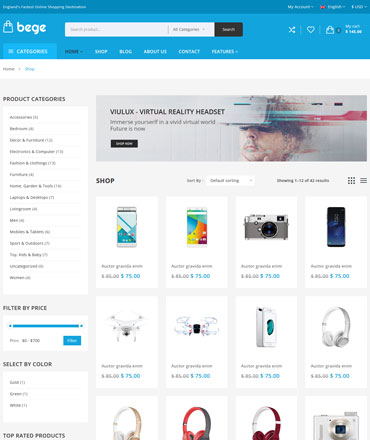 England's Fastest Online Shopping Destination
My Account
English
$ USD
bege
Search product...
All Categories
Search
My cart
$ 145.00
0
CATEGORIES
HOME
SHOP
BLOG
ABOUT US
CONTACT
FEATURES
Home
Shop
PRODUCT CATEGORIES
Accessories (5)
Bedroom (4)
Decor & Furniture (12)
Electronics & Computer (11)
Fashion & clothings (13)
Furniture (4)
Home, Garden & Tools (14)
Laptops & Desktops (7)
Livingroom (4)
Men (4)
Mobiles & Tablets (6)
Sport & Outdoors (7)
Toy, Kids & Baby (7)
Uncategorized (0)
Women (4)
FILTER BY PRICE
Price: $0 - $700
Filter
SELECT BY COLOR
Gold (1)
Green (1)
White (1)
TOP RATED PRODUCTS
VIULUX - VIRTUAL REALITY HEADSET
Immerse yourself in a vivid virtual world
Future is now
SHOP NOW
SHOP
Sort By :
Default sorting
Showing 1-12 of 42 results
Auctor gravida enim
$ 85.00 $ 75.00
Auctor gravida enim
$ 85.00 $ 75.00
Auctor gravida enim
$ 85.00 $ 75.00
Auctor gravida enim
$ 85.00 $ 75.00
Auctor gravida enim
$ 85.00 $ 75.00
Auctor gravida enim
$ 85.00 $ 75.00
Auctor gravida enim
$ 85.00 $ 75.00
Auctor gravida enim
$ 85.00 $ 75.00